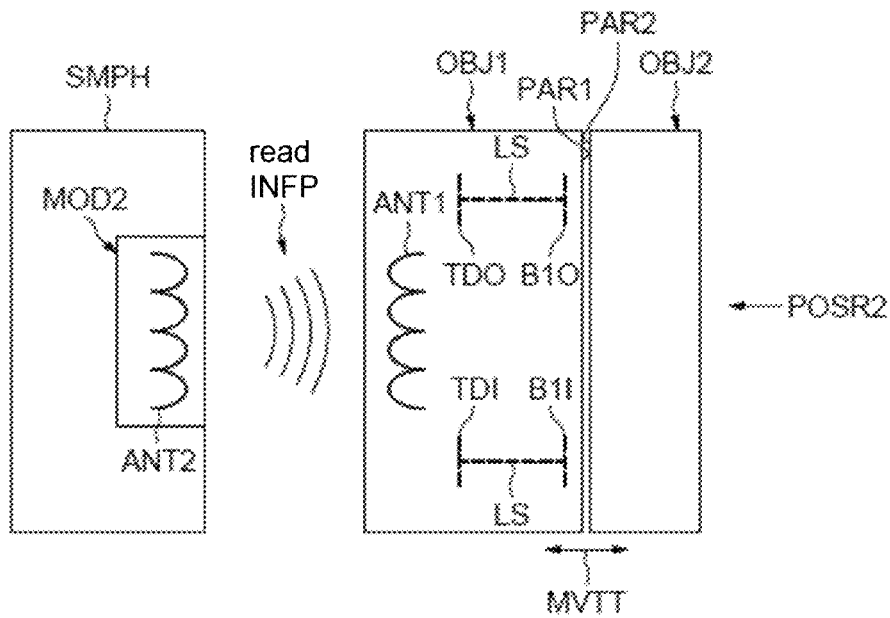 PAR2
OBJ1
OBJ2
SMPH
PAR1
read
INFP
LS
MOD2
ANT1
TDO
B1O
POSR2
TDI
B1I
ANT2
LS
MVTT